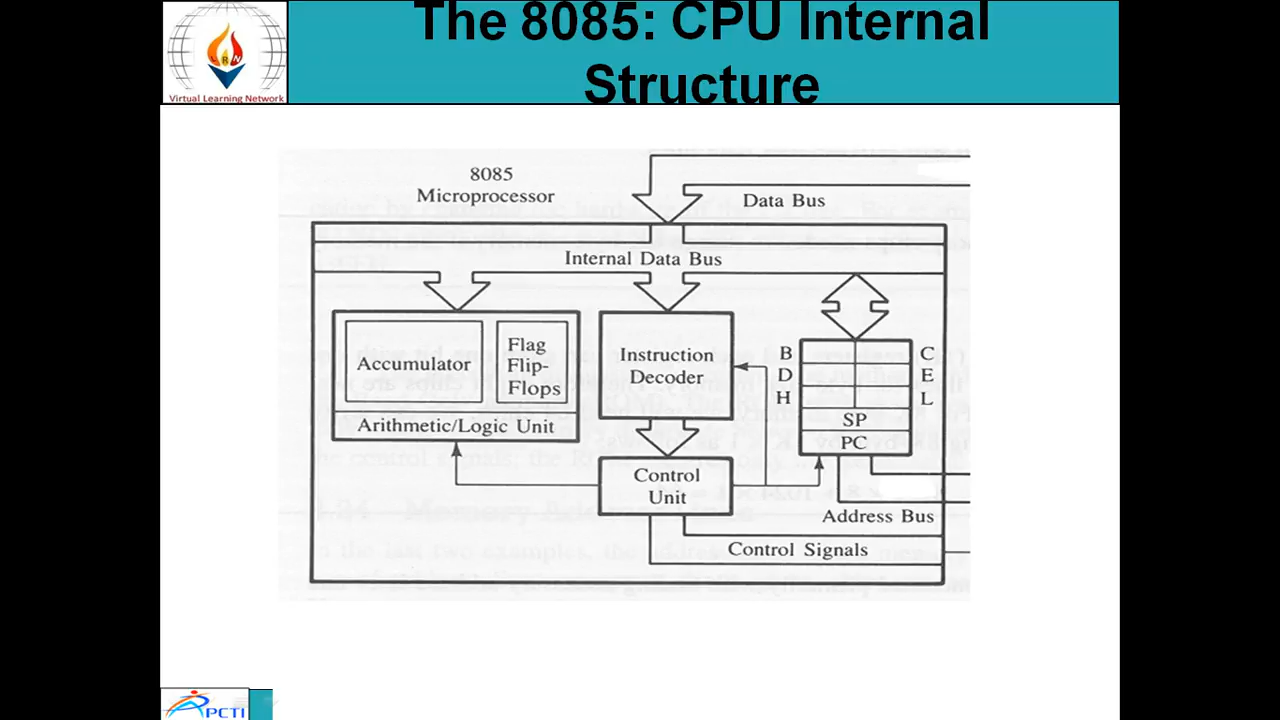 The 8085: CPU Internal
Structure
LRN
Virtual Learning Network
8085
Microprocessor
Data Bus
Internal Data Bus
Accumulator
Flag
Flip-
Flops
Arithmetic/Logic Unit
Instruction
Decoder
B
D
H
C
E
L
SP
PC
Control
Unit
Address Bus
Control Signals
PCTI